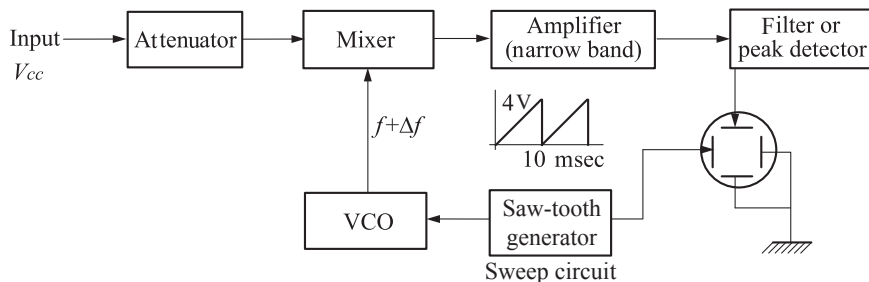 Input
Vcc
Attenuator
Mixer
Amplifier
(narrow band)
Filter or
peak detector
f+Δf
4V
10 msec
VCO
Saw-tooth
generator
Sweep circuit